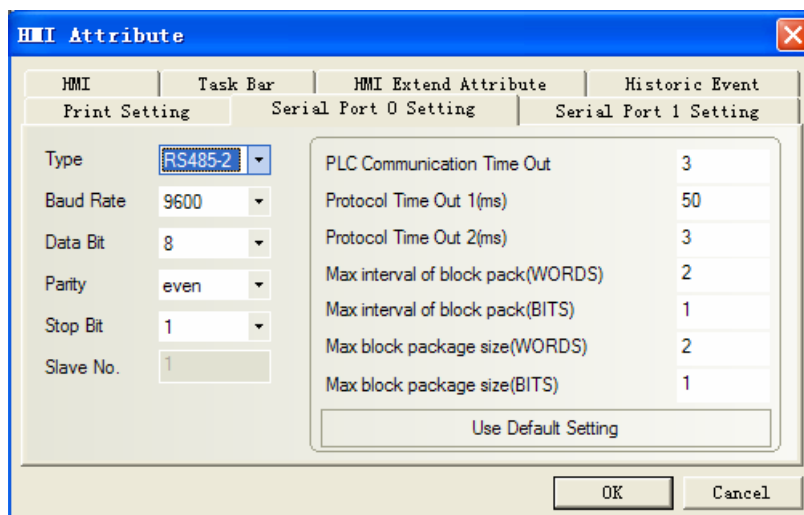 HMI Attribute
HMI Task Bar HMI Extend Attribute Historic Event
Print Setting Serial Port 0 Setting Serial Port 1 Setting
Type RS485-2
Baud Rate 9600
Data Bit 8
Parity even
Stop Bit 1
Slave No. 1
PLC Communication Time Out 3
Protocol Time Out 1(ms) 50
Protocol Time Out 2(ms) 3
Max interval of block pack(WORDS) 2
Max interval of block pack(BITS) 1
Max block package size(WORDS) 2
Max block package size(BITS) 1
Use Default Setting
OK Cancel